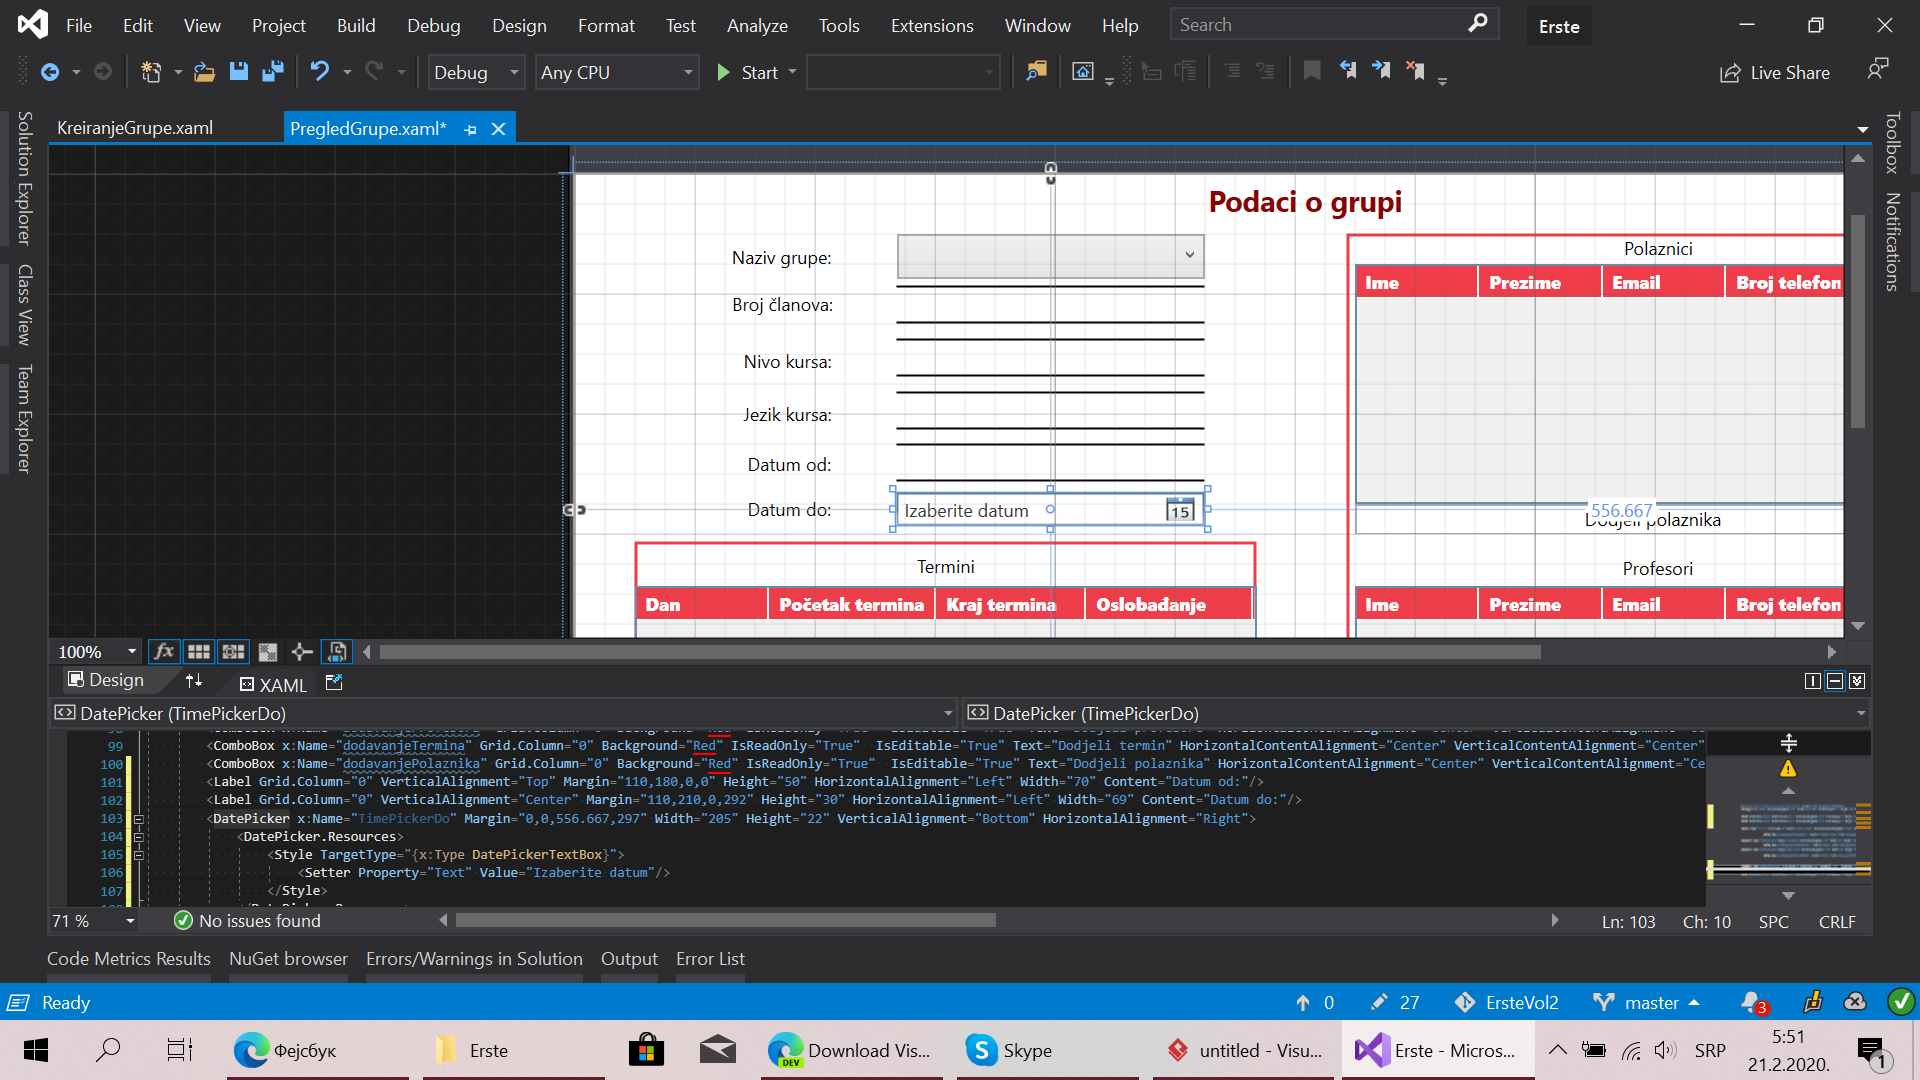 File Edit View Project Build Debug Design Format Test Analyze Tools Extensions Window Help Search Erste
Debug Any CPU Start Live Share
KreiranjeGrupe.xaml PregledGrupe.xaml*
Solution Explorer
Class View
Team Explorer
Toolbox
Notifications
Podaci o grupi
Naziv grupe:
Broj članova:
Nivo kursa:
Jezik kursa:
Datum od:
Datum do: Izaberite datum 15
Polaznici
Ime Prezime Email Broj telefon
556.667
Dodjeli polaznika
Termini
Dan Početak termina Kraj termina Oslobađanje
Profesori
Ime Prezime Email Broj telefon
100% fx
Design XAML
DatePicker (TimePickerDo) DatePicker (TimePickerDo)
99 <ComboBox x:Name="dodavanjeTermina" Grid.Column="0" Background="Red" IsReadOnly="True"  IsEditable="True" Text="Dodjeli termin" HorizontalContentAlignment="Center" VerticalContentAlignment="Center"
100 <ComboBox x:Name="dodavanjePolaznika" Grid.Column="0" Background="Red" IsReadOnly="True"  IsEditable="True" Text="Dodjeli polaznika" HorizontalContentAlignment="Center" VerticalContentAlignment="Ce
101 <Label Grid.Column="0" VerticalAlignment="Top" Margin="110,180,0,0" Height="50" HorizontalAlignment="Left" Width="70" Content="Datum od:"/>
102 <Label Grid.Column="0" VerticalAlignment="Center" Margin="110,210,0,292" Height="30" HorizontalAlignment="Left" Width="69" Content="Datum do:"/>
103 <DatePicker x:Name="TimePickerDo" Margin="0,0,556.667,297" Width="205" Height="22" VerticalAlignment="Bottom" HorizontalAlignment="Right">
104 <DatePicker.Resources>
105 <Style TargetType="{x:Type DatePickerTextBox}">
106 <Setter Property="Text" Value="Izaberite datum"/>
107 </Style>
71 % No issues found Ln: 103 Ch: 10 SPC CRLF
Code Metrics Results NuGet browser Errors/Warnings in Solution Output Error List
Ready 0 27 ErsteVol2 master 3
Фејсбук Erste DEV Download Vis... Skype untitled - Visu... Erste - Micros... SRP 5:51
21.2.2020. 1